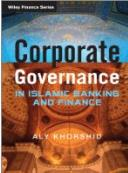 Wiley Finance Series
Corporate
Governance
IN ISLAMIC BANKING
AND FINANCE
ALY KHORSHID